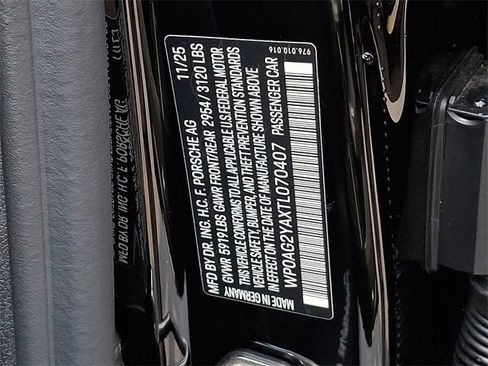 MFD BY DR. ING. H.C. F. PORSCHE AG 11/25
GVWR 5919 LBS GAWR FRONT/REAR 2954 / 3120 LBS
THIS VEHICLE CONFORMS TO ALL APPLICABLE U.S. FEDERAL MOTOR
VEHICLE SAFETY, BUMPER, AND THEFT PREVENTION STANDARDS
IN EFFECT ON THE DATE OF MANUFACTURE SHOWN ABOVE
WP0AG2YAXTL070407 PASSENGER CAR
MADE IN GERMANY
976.010.016